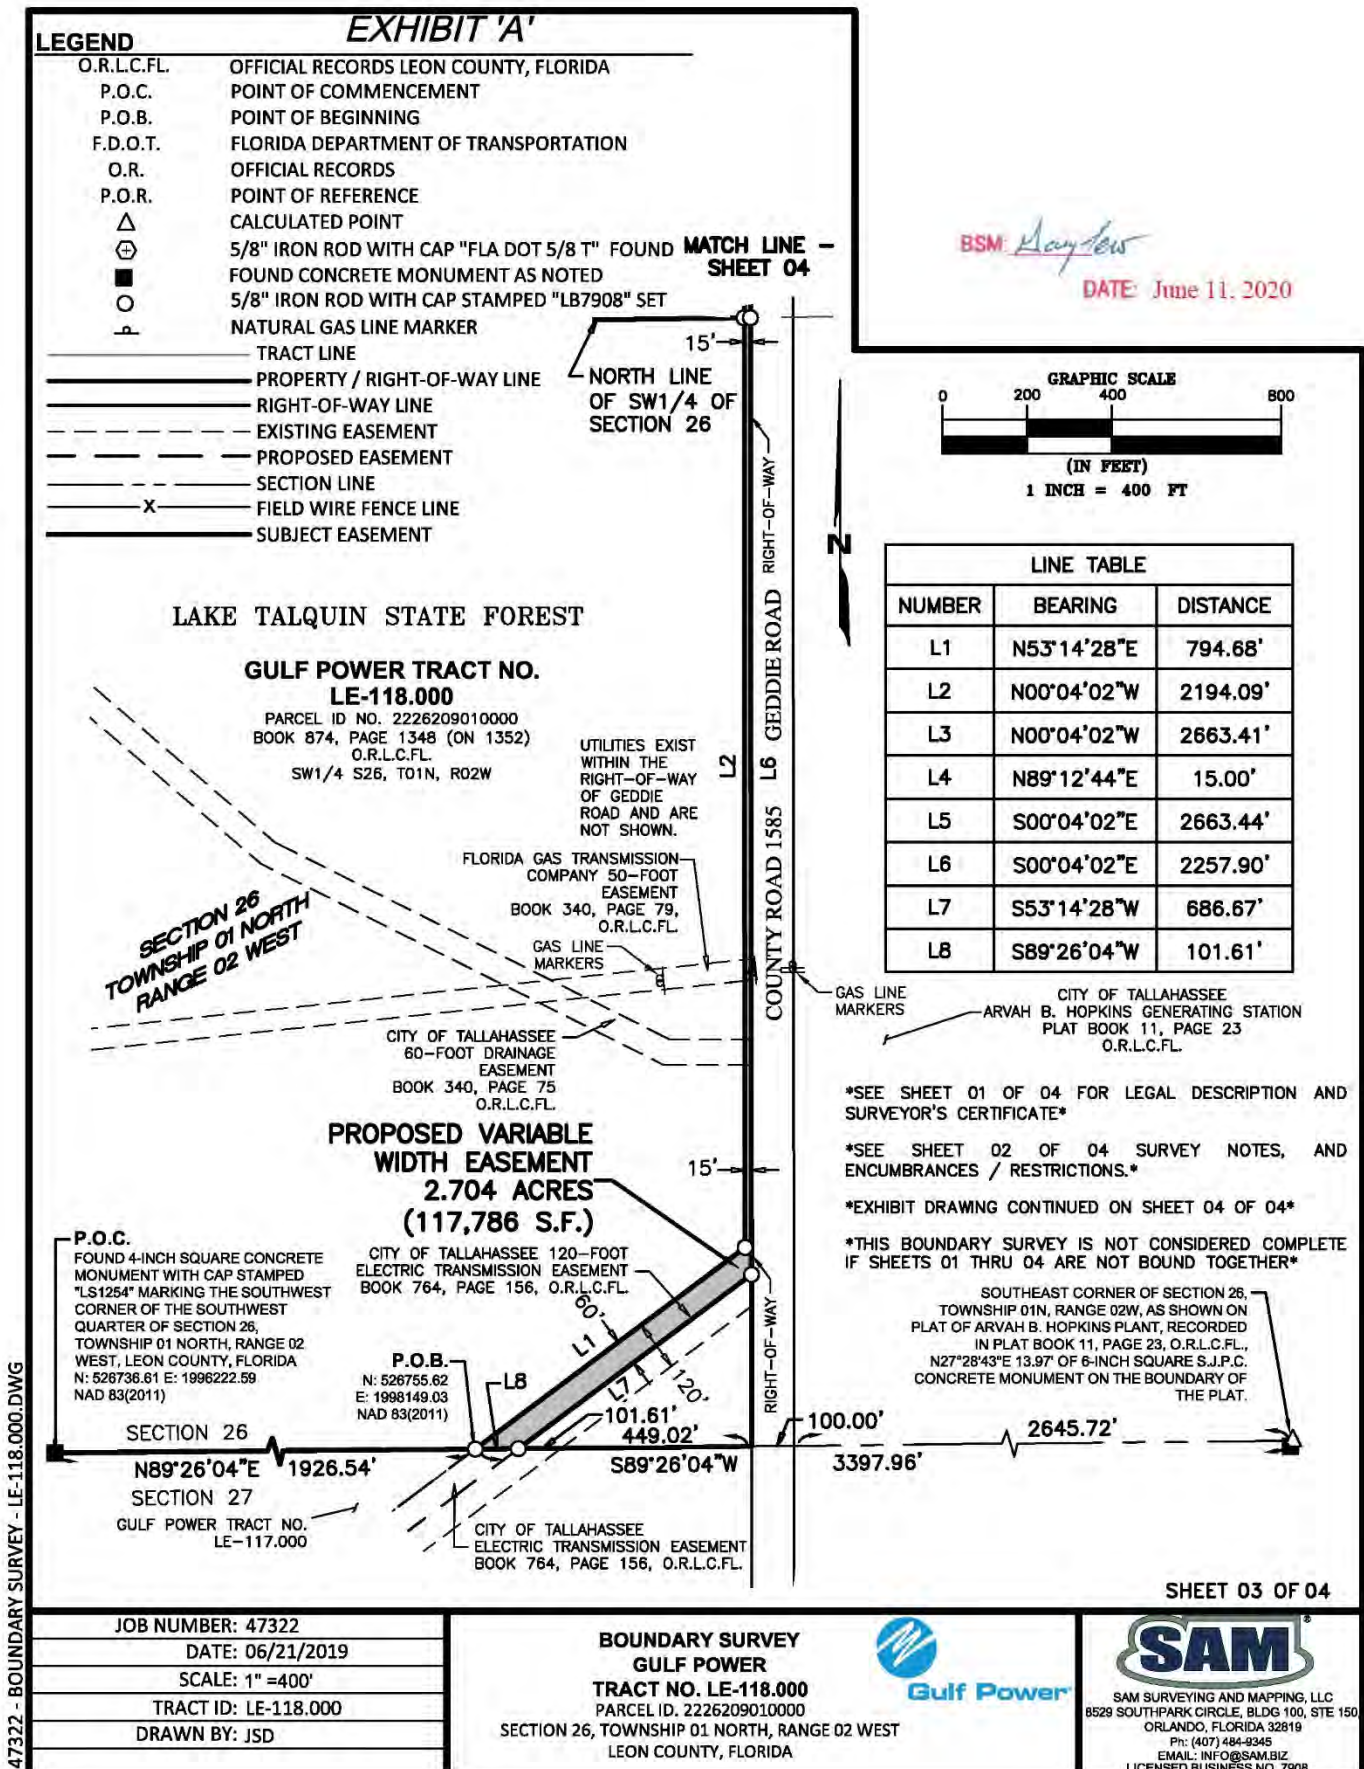 EXHIBIT 'A'
LEGEND
O.R.L.C.FL. OFFICIAL RECORDS LEON COUNTY, FLORIDA
P.O.C. POINT OF COMMENCEMENT
P.O.B. POINT OF BEGINNING
F.D.O.T. FLORIDA DEPARTMENT OF TRANSPORTATION
O.R. OFFICIAL RECORDS
P.O.R. POINT OF REFERENCE
CALCULATED POINT
5/8" IRON ROD WITH CAP "FLA DOT 5/8 T" FOUND
FOUND CONCRETE MONUMENT AS NOTED
5/8" IRON ROD WITH CAP STAMPED "LB7908" SET
NATURAL GAS LINE MARKER
TRACT LINE
PROPERTY / RIGHT-OF-WAY LINE
RIGHT-OF-WAY LINE
EXISTING EASEMENT
PROPOSED EASEMENT
SECTION LINE
X FIELD WIRE FENCE LINE
SUBJECT EASEMENT
MATCH LINE –
SHEET 04
BSM:
DATE: June 11, 2020
15'
NORTH LINE
OF SW1/4 OF
SECTION 26
RIGHT-OF-WAY
N
GRAPHIC SCALE
0 200 400 800
(IN FEET)
1 INCH = 400 FT
LINE TABLE
NUMBER BEARING DISTANCE
L1 N53°14'28"E 794.68'
L2 N00°04'02"W 2194.09'
L3 N00°04'02"W 2663.41'
L4 N89°12'44"E 15.00'
L5 S00°04'02"E 2663.44'
L6 S00°04'02"E 2257.90'
L7 S53°14'28"W 686.67'
L8 S89°26'04"W 101.61'
LAKE TALQUIN STATE FOREST
GULF POWER TRACT NO.
LE-118.000
PARCEL ID NO. 2226209010000
BOOK 874, PAGE 1348 (ON 1352)
O.R.L.C.FL.
SW1/4 S26, T01N, R02W
UTILITIES EXIST
WITHIN THE
RIGHT-OF-WAY
OF GEDDIE
ROAD AND ARE
NOT SHOWN.
L2
L6
COUNTY ROAD 1585 GEDDIE ROAD
FLORIDA GAS TRANSMISSION
COMPANY 50-FOOT
EASEMENT
BOOK 340, PAGE 79,
O.R.L.C.FL.
GAS LINE
MARKERS
SECTION 26
TOWNSHIP 01 NORTH
RANGE 02 WEST
GAS LINE
MARKERS
CITY OF TALLAHASSEE
ARVAH B. HOPKINS GENERATING STATION
PLAT BOOK 11, PAGE 23
O.R.L.C.FL.
CITY OF TALLAHASSEE
60-FOOT DRAINAGE
EASEMENT
BOOK 340, PAGE 75
O.R.L.C.FL.
*SEE SHEET 01 OF 04 FOR LEGAL DESCRIPTION AND
SURVEYOR'S CERTIFICATE*
*SEE SHEET 02 OF 04 SURVEY NOTES, AND
ENCUMBRANCES / RESTRICTIONS.*
*EXHIBIT DRAWING CONTINUED ON SHEET 04 OF 04*
*THIS BOUNDARY SURVEY IS NOT CONSIDERED COMPLETE
IF SHEETS 01 THRU 04 ARE NOT BOUND TOGETHER*
PROPOSED VARIABLE
WIDTH EASEMENT
2.704 ACRES
(117,786 S.F.)
15'
CITY OF TALLAHASSEE 120-FOOT
ELECTRIC TRANSMISSION EASEMENT
BOOK 764, PAGE 156, O.R.L.C.FL.
P.O.C.
FOUND 4-INCH SQUARE CONCRETE
MONUMENT WITH CAP STAMPED
"LS1254" MARKING THE SOUTHWEST
CORNER OF THE SOUTHWEST
QUARTER OF SECTION 26,
TOWNSHIP 01 NORTH, RANGE 02
WEST, LEON COUNTY, FLORIDA
N: 526736.61 E: 1996222.59
NAD 83(2011)
SOUTHEAST CORNER OF SECTION 26,
TOWNSHIP 01N, RANGE 02W, AS SHOWN ON
PLAT OF ARVAH B. HOPKINS PLANT, RECORDED
IN PLAT BOOK 11, PAGE 23, O.R.L.C.FL.,
N27°28'43"E 13.97' OF 6-INCH SQUARE S.J.P.C.
CONCRETE MONUMENT ON THE BOUNDARY OF
THE PLAT.
60'
L1
L7
120'
RIGHT-OF-WAY
P.O.B.
N: 526755.62
E: 1998149.03
NAD 83(2011)
L8
101.61'
449.02'
100.00'
2645.72'
SECTION 26
N89°26'04"E 1926.54'
S89°26'04"W
3397.96'
SECTION 27
GULF POWER TRACT NO.
LE-117.000
CITY OF TALLAHASSEE
ELECTRIC TRANSMISSION EASEMENT
BOOK 764, PAGE 156, O.R.L.C.FL.
SHEET 03 OF 04
47322 - BOUNDARY SURVEY - LE-118.000.DWG
JOB NUMBER: 47322
DATE: 06/21/2019
SCALE: 1" =400'
TRACT ID: LE-118.000
DRAWN BY: JSD
BOUNDARY SURVEY
GULF POWER
TRACT NO. LE-118.000
PARCEL ID. 2226209010000
SECTION 26, TOWNSHIP 01 NORTH, RANGE 02 WEST
LEON COUNTY, FLORIDA
Gulf Power
SAM®
SAM SURVEYING AND MAPPING, LLC
8529 SOUTHPARK CIRCLE, BLDG 100, STE 150
ORLANDO, FLORIDA 32819
Ph: (407) 484-9345
EMAIL: INFO@SAM.BIZ
LICENSED BUSINESS NO. 7908